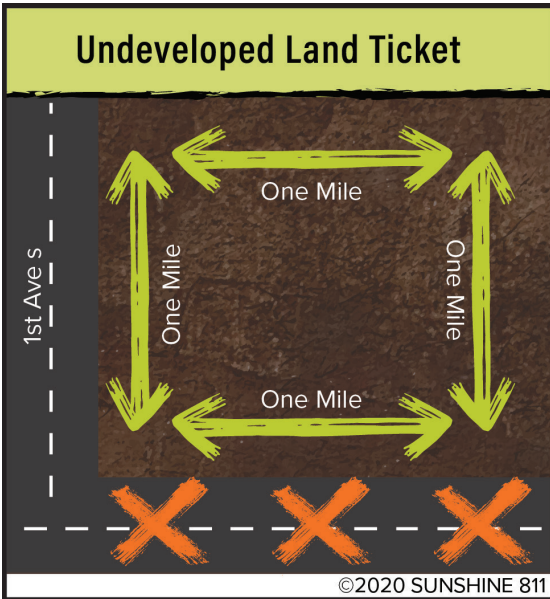 Undeveloped Land Ticket
One Mile
1st Ave s
One Mile
One Mile
One Mile
©2020 SUNSHINE 811